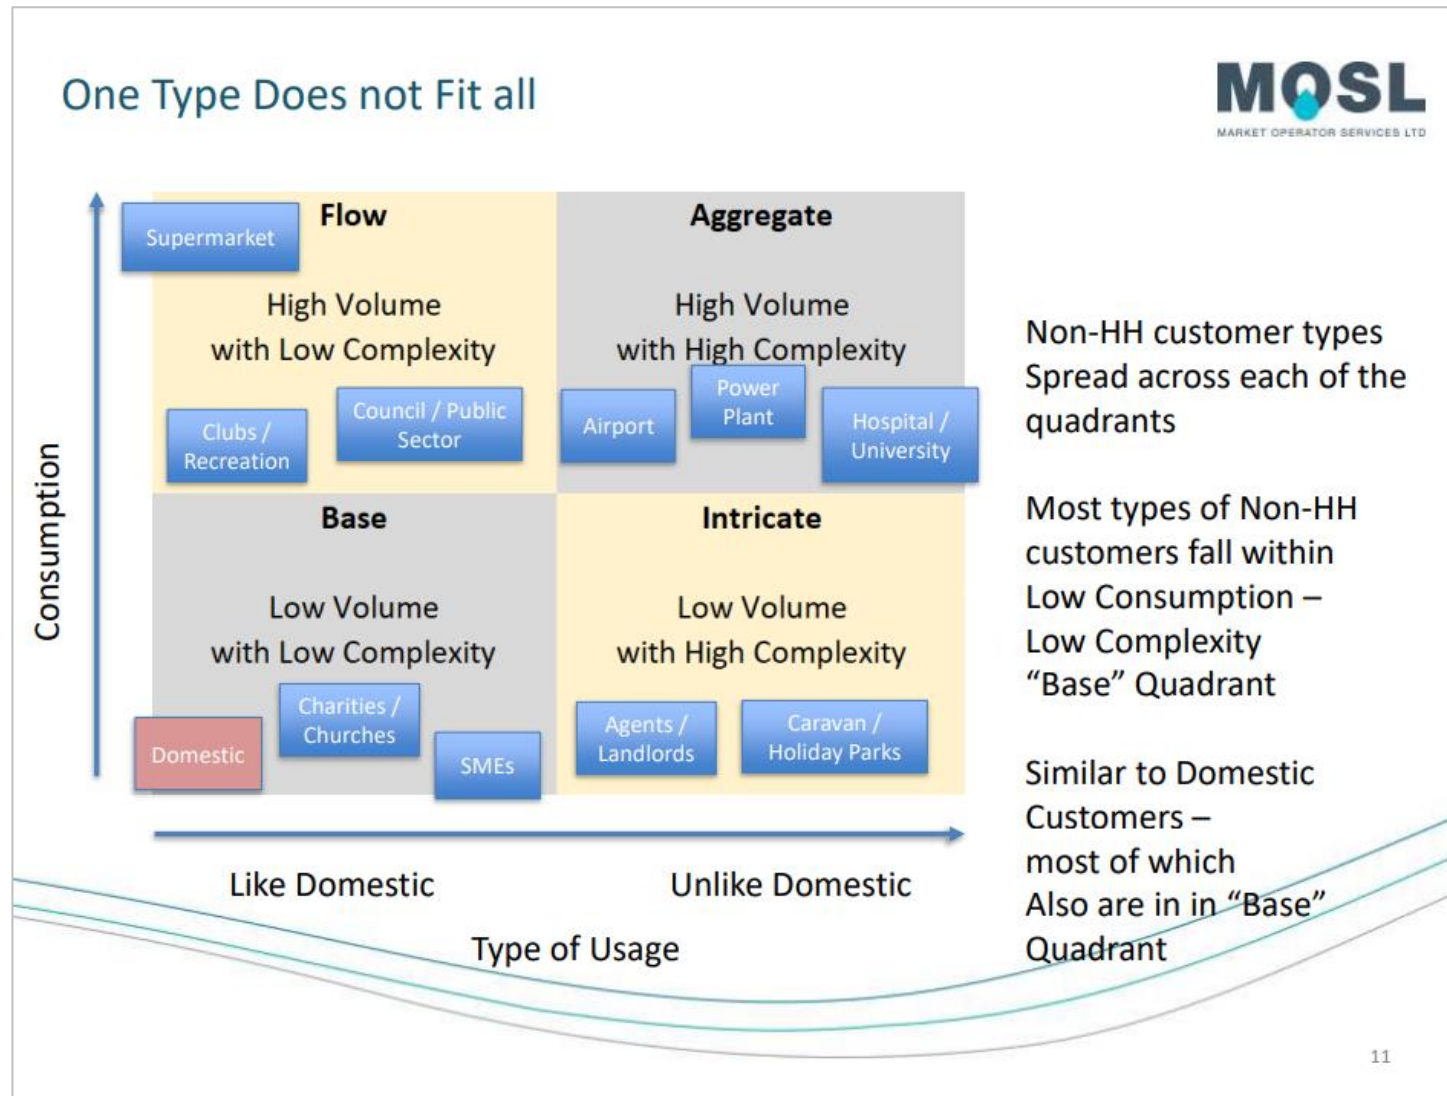 One Type Does not Fit all
MOSL
MARKET OPERATOR SERVICES LTD
Consumption
Flow
Supermarket
High Volume
with Low Complexity
Clubs /
Recreation
Council / Public
Sector
Aggregate
High Volume
with High Complexity
Airport
Power
Plant
Hospital /
University
Base
Low Volume
with Low Complexity
Domestic
Charities /
Churches
SMEs
Intricate
Low Volume
with High Complexity
Agents /
Landlords
Caravan /
Holiday Parks
Like Domestic
Unlike Domestic
Type of Usage
Non-HH customer types
Spread across each of the
quadrants
Most types of Non-HH
customers fall within
Low Consumption –
Low Complexity
“Base” Quadrant
Similar to Domestic
Customers –
most of which
Also are in in “Base”
Quadrant
11